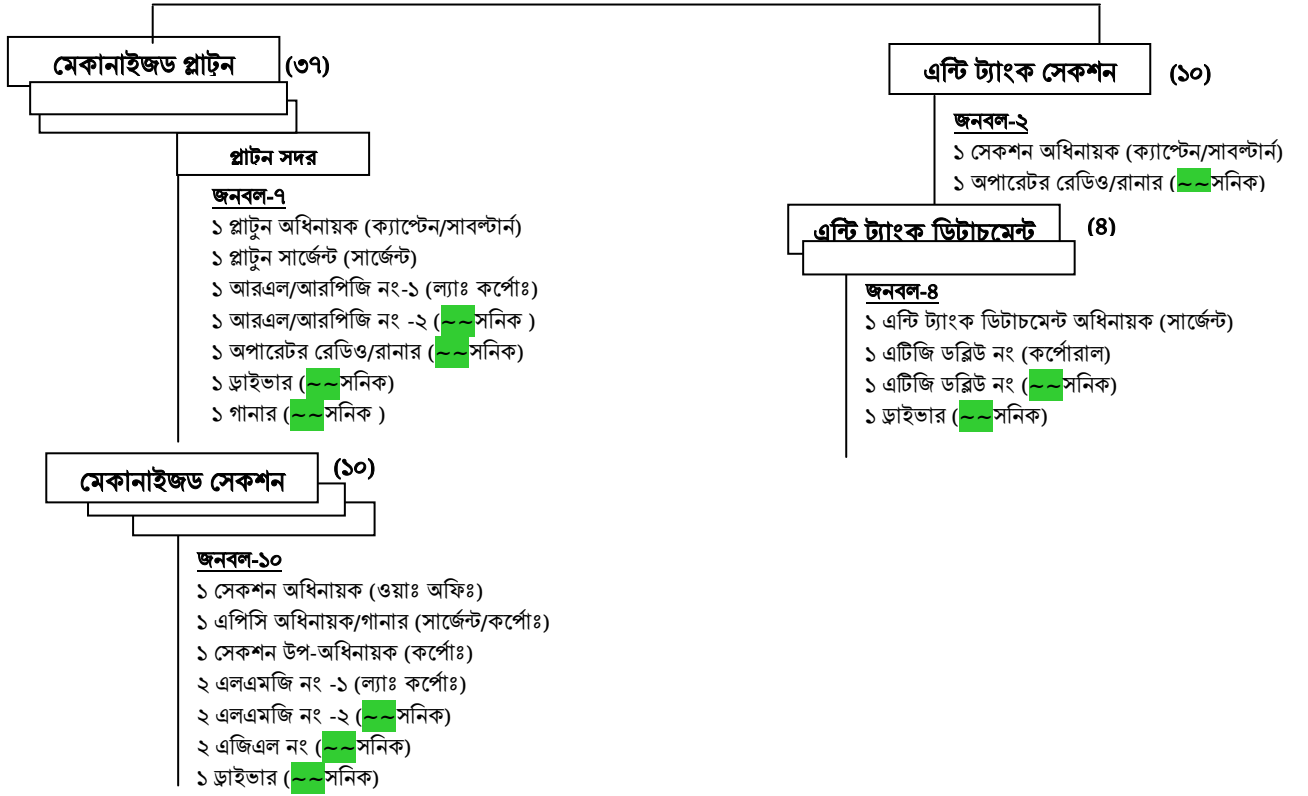 মেকানাইজড প্লাটুন (৩৭)
প্লাটন সদর
জনবল-৭
১ প্লাটুন অধিনায়ক (ক্যাপ্টেন/সাবল্টার্ন)
১ প্লাটুন সার্জেন্ট (সার্জেন্ট)
১ আরএল/আরপিজি নং-১ (ল্যাঃ কর্পোঃ)
১ আরএল/আরপিজি নং -২ (~~সনিক )
১ অপারেটর রেডিও/রানার (~~সনিক)
১ ড্রাইভার (~~সনিক)
১ গানার (~~সনিক )
মেকানাইজড সেকশন (১০)
জনবল-১০
১ সেকশন অধিনায়ক (ওয়াঃ অফিঃ)
১ এপিসি অধিনায়ক/গানার (সার্জেন্ট/কর্পোঃ)
১ সেকশন উপ-অধিনায়ক (কর্পোঃ)
২ এলএমজি নং -১ (ল্যাঃ কর্পোঃ)
২ এলএমজি নং -২ (~~সনিক)
২ এজিএল নং (~~সনিক)
১ ড্রাইভার (~~সনিক)
এন্টি ট্যাংক সেকশন (১০)
জনবল-২
১ সেকশন অধিনায়ক (ক্যাপ্টেন/সাবল্টার্ন)
১ অপারেটর রেডিও/রানার (~~সনিক)
এন্টি ট্যাংক ডিটাচমেন্ট (৪)
জনবল-৪
১ এন্টি ট্যাংক ডিটাচমেন্ট অধিনায়ক (সার্জেন্ট)
১ এটিজি ডব্লিউ নং (কর্পোরাল)
১ এটিজি ডব্লিউ নং (~~সনিক)
১ ড্রাইভার (~~সনিক)